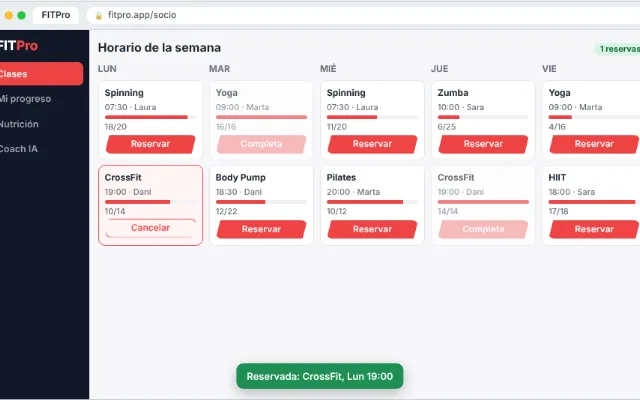 FITPro
fitpro.app/socio
FITPro
Clases
Mi progreso
Nutrición
Coach IA
Horario de la semana
1 reservas
LUN
MAR
MIÉ
JUE
VIE
Spinning
07:30 · Laura
18/20
Reservar
Yoga
09:00 · Marta
16/16
Completa
Spinning
07:30 · Laura
11/20
Reservar
Zumba
10:00 · Sara
6/25
Reservar
Yoga
09:00 · Marta
4/16
Reservar
CrossFit
19:00 · Dani
10/14
Cancelar
Body Pump
18:30 · Dani
12/22
Reservar
Pilates
20:00 · Marta
10/12
Reservar
CrossFit
19:00 · Dani
14/14
Completa
HIIT
18:00 · Sara
17/18
Reservar
Reservada: CrossFit, Lun 19:00